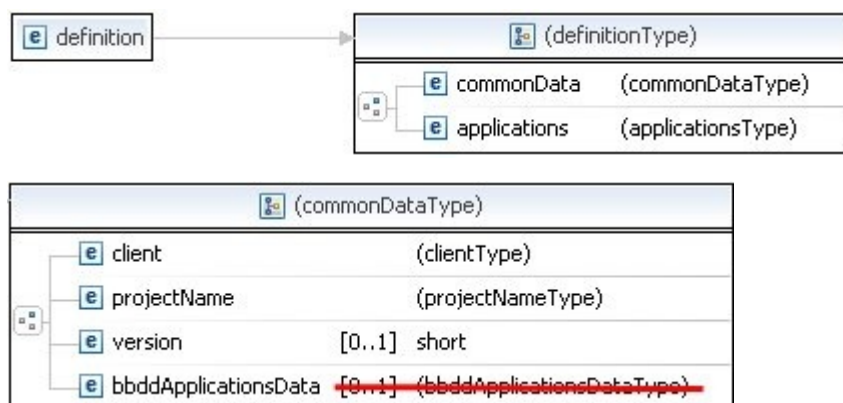 e definition
(definitionType)
e commonData (commonDataType)
e applications (applicationsType)
(commonDataType)
e client (clientType)
e projectName (projectNameType)
e version [0..1] short
e bbddApplicationsData [0..1] (bbddApplicationsDataType)